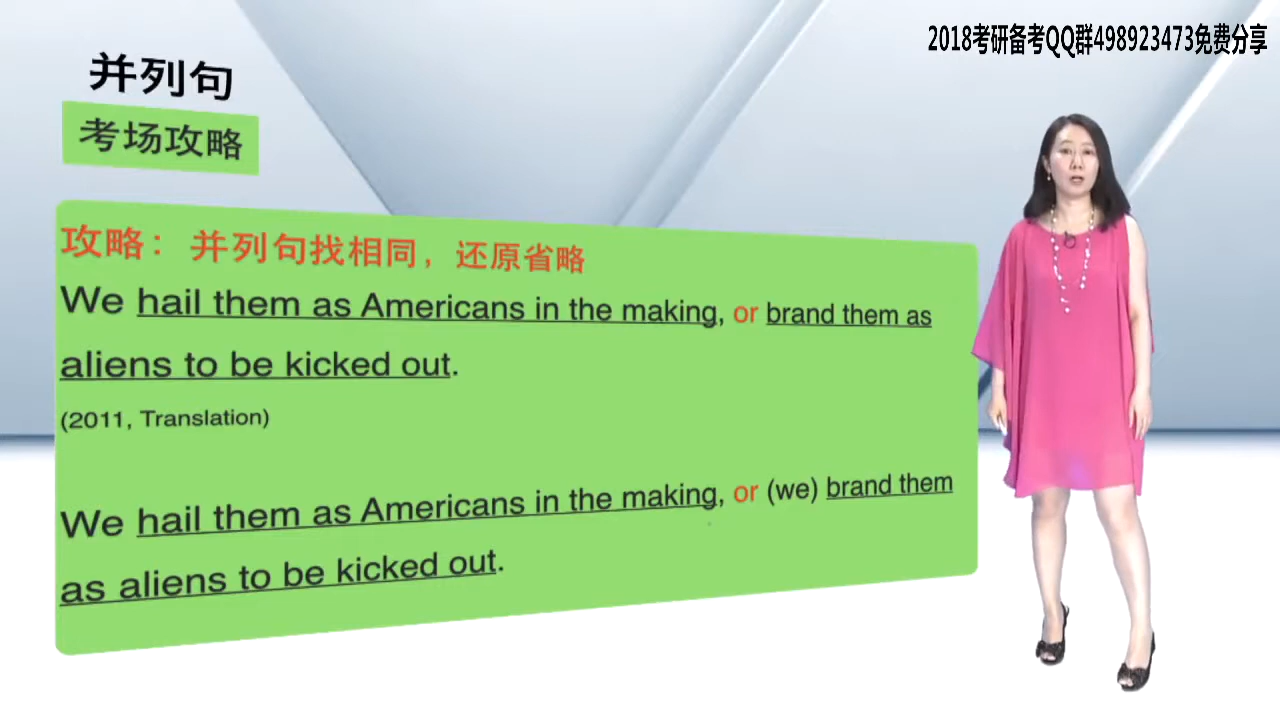 2018考研备考QQ群498923473免费分享
并列句
考场攻略
攻略：并列句找相同，还原省略
We hail them as Americans in the making, or brand them as
aliens to be kicked out.
(2011, Translation)
We hail them as Americans in the making, or (we) brand them
as aliens to be kicked out.